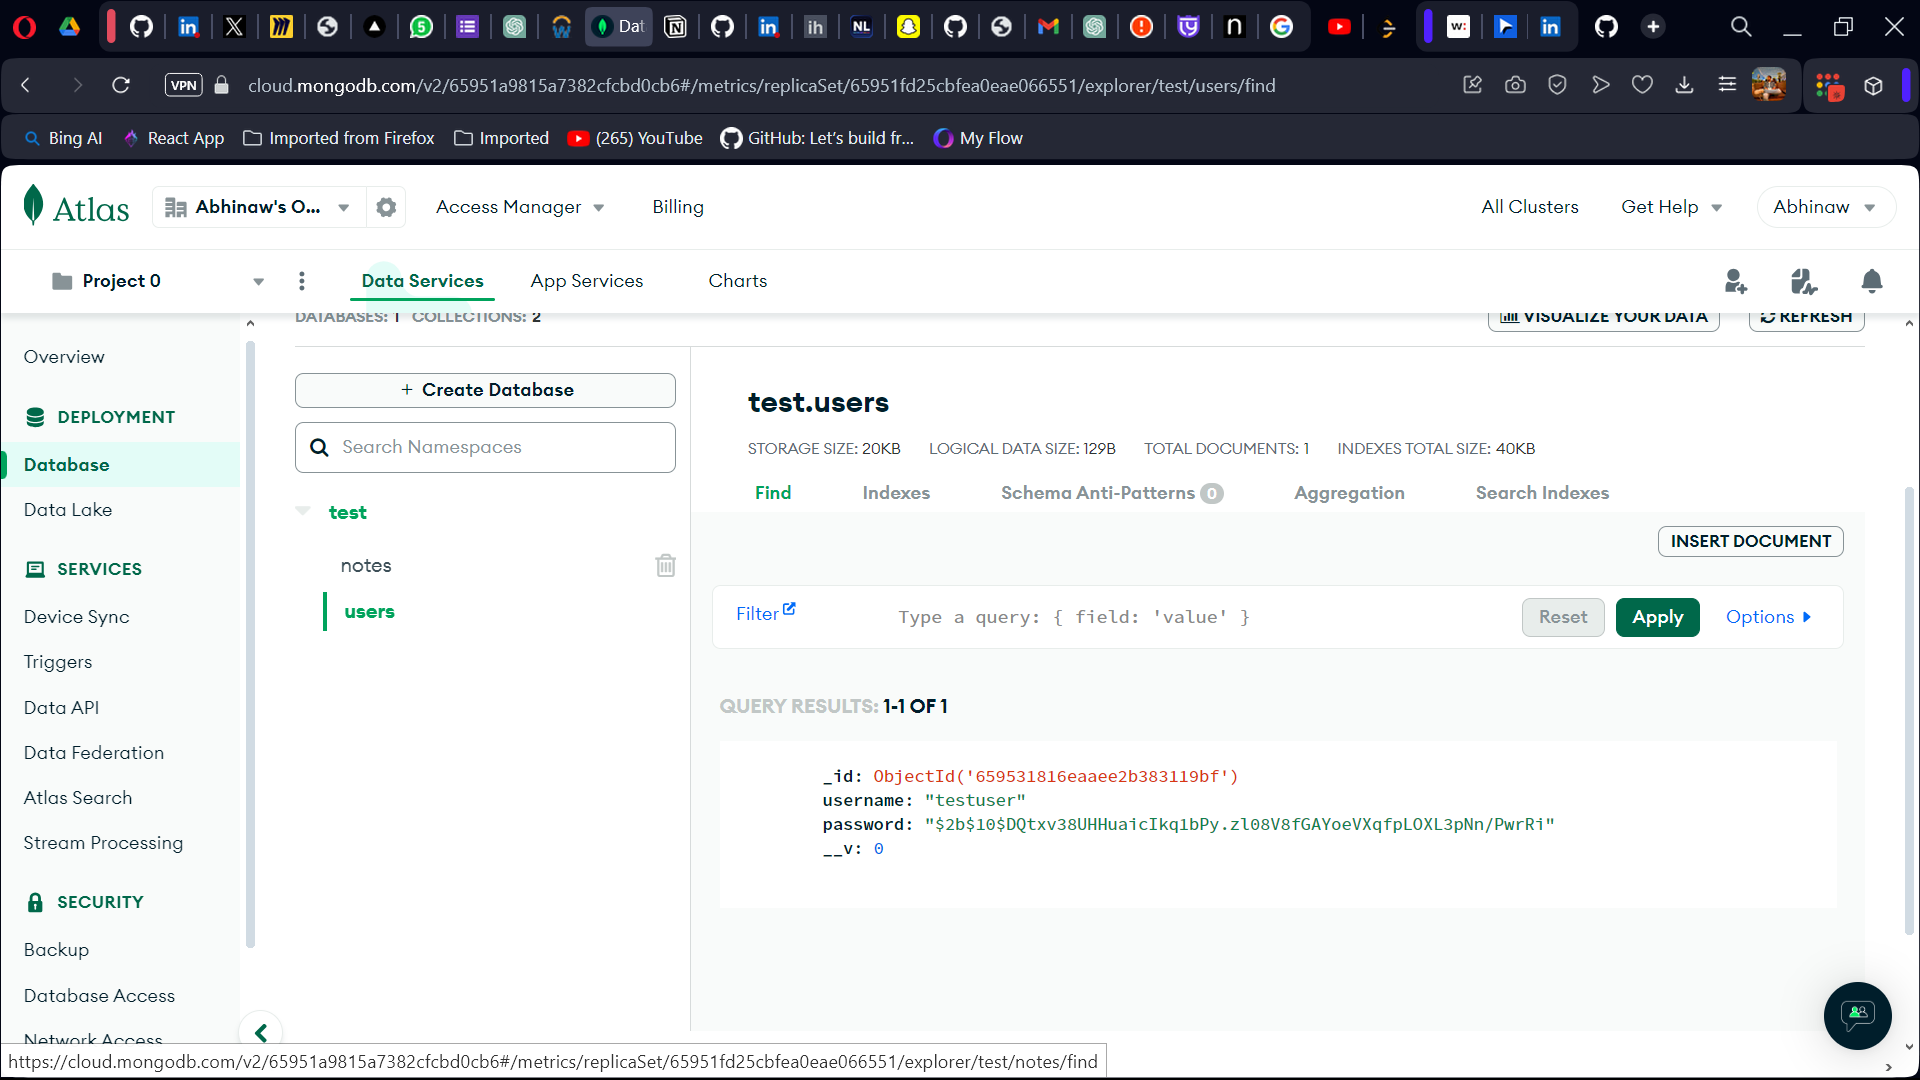 Dat
VPN
cloud.mongodb.com/v2/65951a9815a7382cfcbd0cb6#/metrics/replicaSet/65951fd25cbfea0eae066551/explorer/test/users/find
Bing AI
React App
Imported from Firefox
Imported
(265) YouTube
GitHub: Let's build fr...
My Flow
Atlas
Abhinaw's O...
Access Manager
Billing
All Clusters
Get Help
Abhinaw
Project 0
Data Services
App Services
Charts
DATABASES: 1 COLLECTIONS: 2
VISUALIZE YOUR DATA
REFRESH
Overview
DEPLOYMENT
Database
Data Lake
SERVICES
Device Sync
Triggers
Data API
Data Federation
Atlas Search
Stream Processing
SECURITY
Backup
Database Access
Network Access
+ Create Database
Search Namespaces
test
notes
users
test.users
STORAGE SIZE: 20KB LOGICAL DATA SIZE: 129B TOTAL DOCUMENTS: 1 INDEXES TOTAL SIZE: 40KB
Find
Indexes
Schema Anti-Patterns 0
Aggregation
Search Indexes
INSERT DOCUMENT
Filter
Type a query: { field: 'value' }
Reset
Apply
Options
QUERY RESULTS: 1-1 OF 1
_id: ObjectId('659531816eaaee2b383119bf')
username: "testuser"
password: "$2b$10$DQtxv38UHHuaicIkq1bPy.zl08V8fGAYoeVXqfpLOXL3pNn/PwrRi"
__v: 0
https://cloud.mongodb.com/v2/65951a9815a7382cfcbd0cb6#/metrics/replicaSet/65951fd25cbfea0eae066551/explorer/test/notes/find